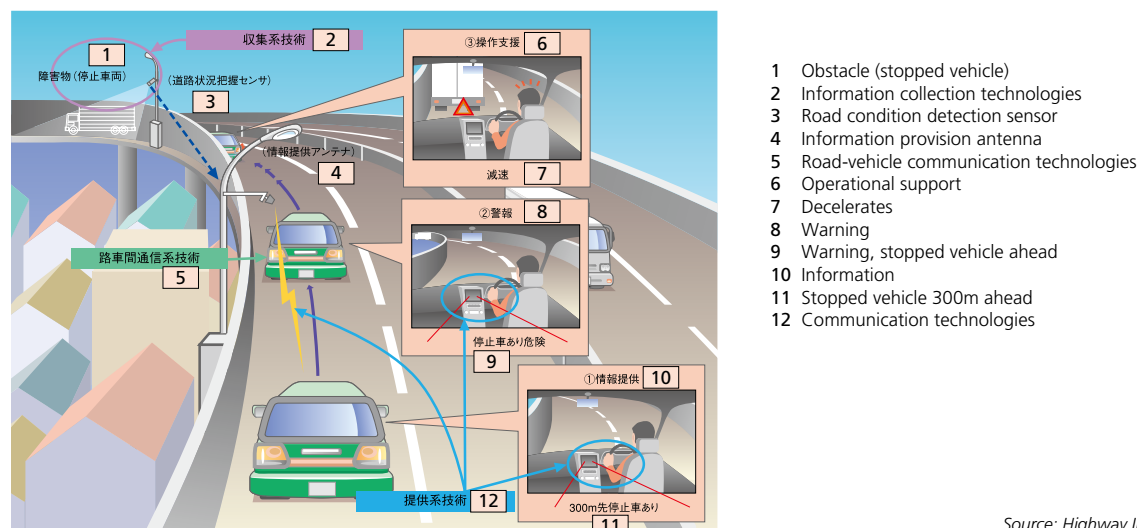 収集系技術 2
1
障害物(停止車両)
(道路状況把握センサ)
3
(情報提供アンテナ)
4
③操作支援 6
減速 7
②警報 8
停止車あり危険
9
路車間通信系技術
5
①情報提供 10
300m先停止車あり
11
提供系技術 12
1 Obstacle (stopped vehicle)
2 Information collection technologies
3 Road condition detection sensor
4 Information provision antenna
5 Road-vehicle communication technologies
6 Operational support
7 Decelerates
8 Warning
9 Warning, stopped vehicle ahead
10 Information
11 Stopped vehicle 300m ahead
12 Communication technologies
Source: Highway